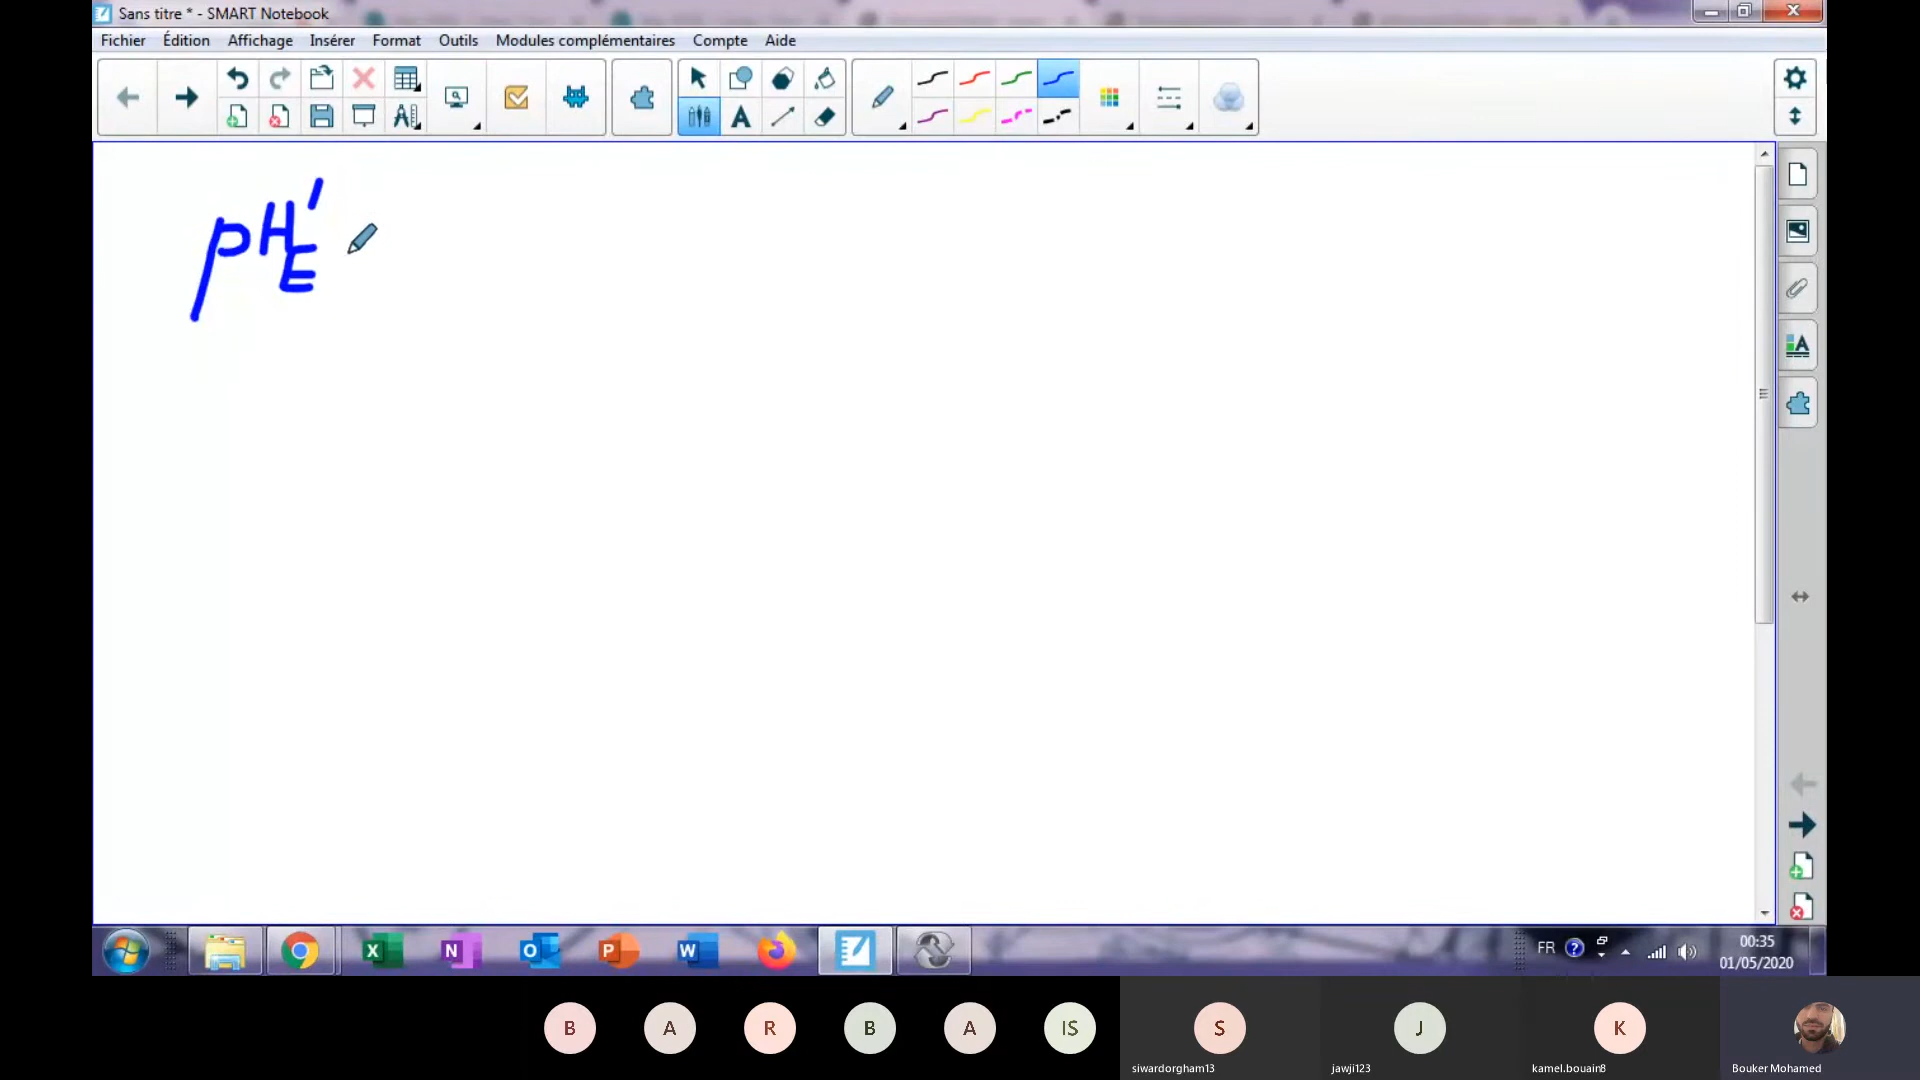 Sans titre * - SMART Notebook
Fichier Édition Affichage Insérer Format Outils Modules complémentaires Compte Aide
pH'E
FR
00:35
01/05/2020
B A R B A IS S J K
siwardorgham13 jawji123 kamel.bouain8 Bouker Mohamed